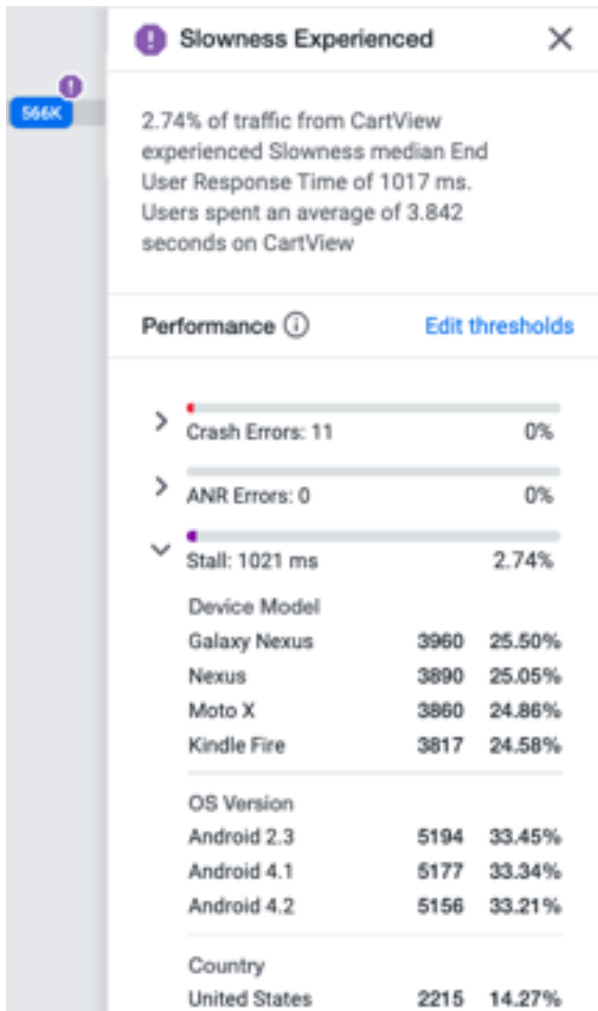 Slowness Experienced
566K
2.74% of traffic from CartView
experienced Slowness median End
User Response Time of 1017 ms.
Users spent an average of 3.842
seconds on CartView
Performance
Edit thresholds
Crash Errors: 11 0%
ANR Errors: 0 0%
Stall: 1021 ms 2.74%
Device Model
Galaxy Nexus 3960 25.50%
Nexus 3890 25.05%
Moto X 3860 24.86%
Kindle Fire 3817 24.58%
OS Version
Android 2.3 5194 33.45%
Android 4.1 5177 33.34%
Android 4.2 5156 33.21%
Country
United States 2215 14.27%